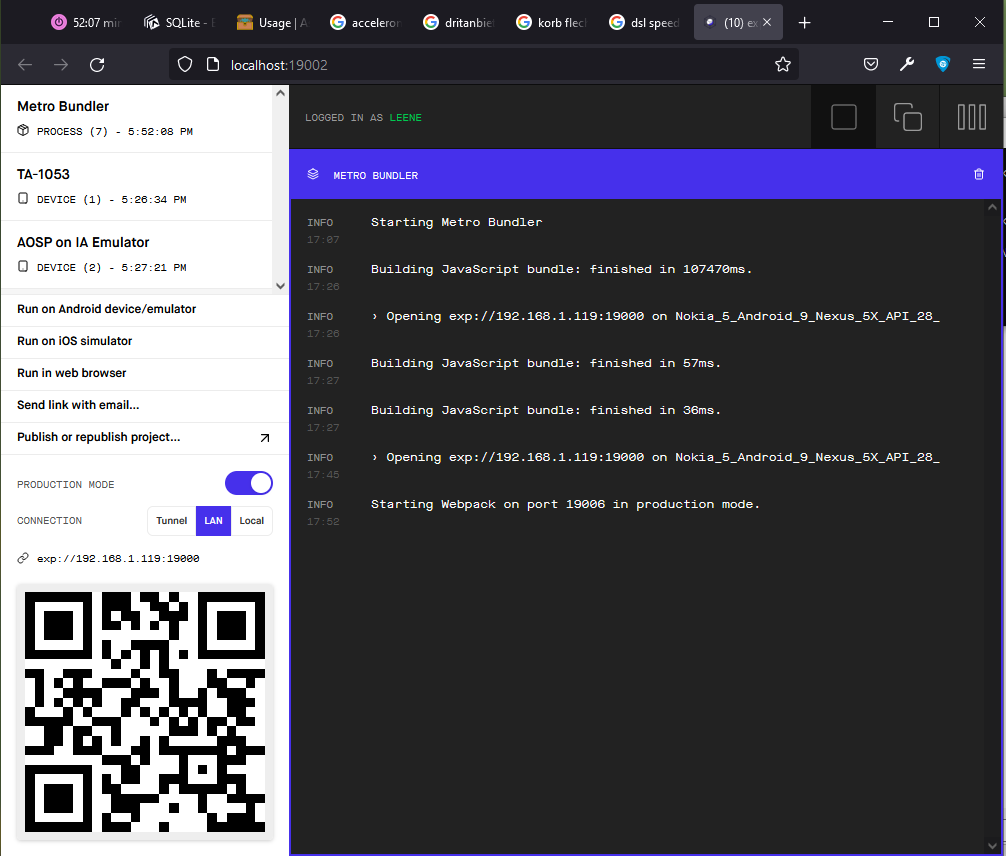 52:07 min
SQLite -
Usage | A
acceleron
dritanbie
korb flec
dsl speed
(10) ex
localhost:19002
Metro Bundler
PROCESS (7) - 5:52:08 PM
TA-1053
DEVICE (1) - 5:26:34 PM
AOSP on IA Emulator
DEVICE (2) - 5:27:21 PM
Run on Android device/emulator
Run on iOS simulator
Run in web browser
Send link with email...
Publish or republish project...
PRODUCTION MODE
CONNECTION
Tunnel LAN Local
exp://192.168.1.119:19000
LOGGED IN AS LEENE
METRO BUNDLER
INFO Starting Metro Bundler
17:07
INFO Building JavaScript bundle: finished in 107470ms.
17:26
INFO › Opening exp://192.168.1.119:19000 on Nokia_5_Android_9_Nexus_5X_API_28_
17:26
INFO Building JavaScript bundle: finished in 57ms.
17:27
INFO Building JavaScript bundle: finished in 36ms.
17:27
INFO › Opening exp://192.168.1.119:19000 on Nokia_5_Android_9_Nexus_5X_API_28_
17:45
INFO Starting Webpack on port 19006 in production mode.
17:52